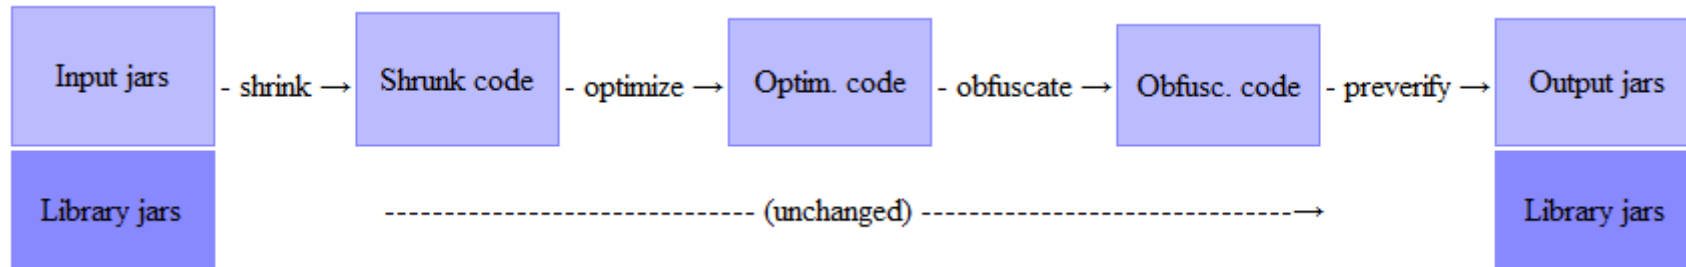 Input jars - shrink → Shrunk code - optimize → Optim. code - obfuscate → Obfusc. code - preverify → Output jars
Library jars ----------------------------- (unchanged) -----------------------------→ Library jars